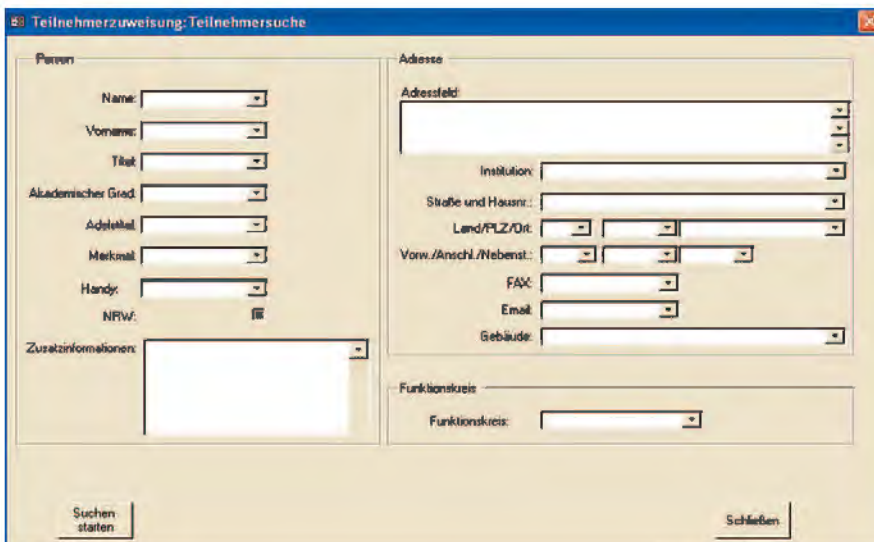 Teilnehmerzuweisung:Teilnehmersuche
Person
Name:
Vorname:
Titel:
Akademischer Grad:
Adelstitel:
Merkmal:
Handy:
NRW:
Zusatzinformationen:
Adresse
Adressfeld:
Institution:
Straße und Hausnr.:
Land/PLZ/Ort:
Vorw./Anschl./Nebenst.:
FAX:
Email:
Gebäude:
Funktionskreis
Funktionskreis:
Suchen
starten
Schließen